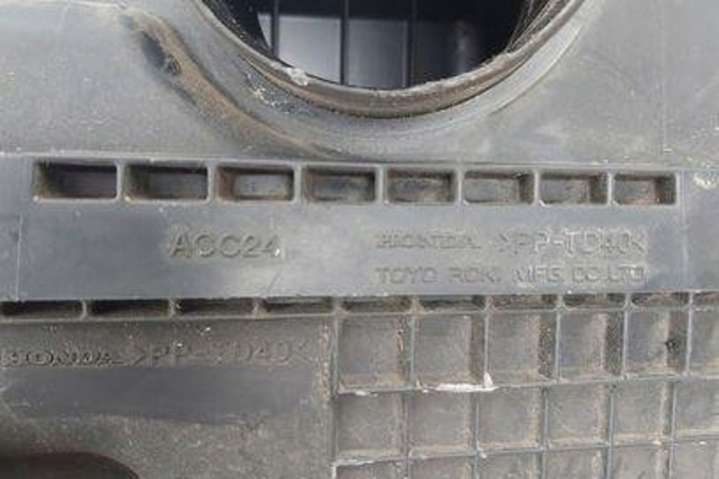 ACC24 HONDA >PP-TD40<
TOYO ROKI MFG.CO.LTD
HONDA >PP-TD40<